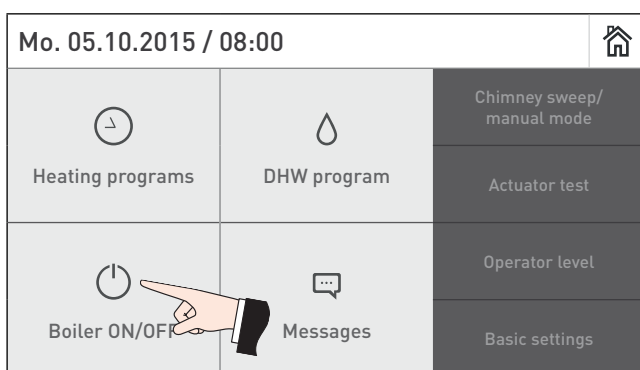 Mo. 05.10.2015 / 08:00
Heating programs
DHW program
Chimney sweep/
manual mode
Actuator test
Boiler ON/OFF
Messages
Operator level
Basic settings